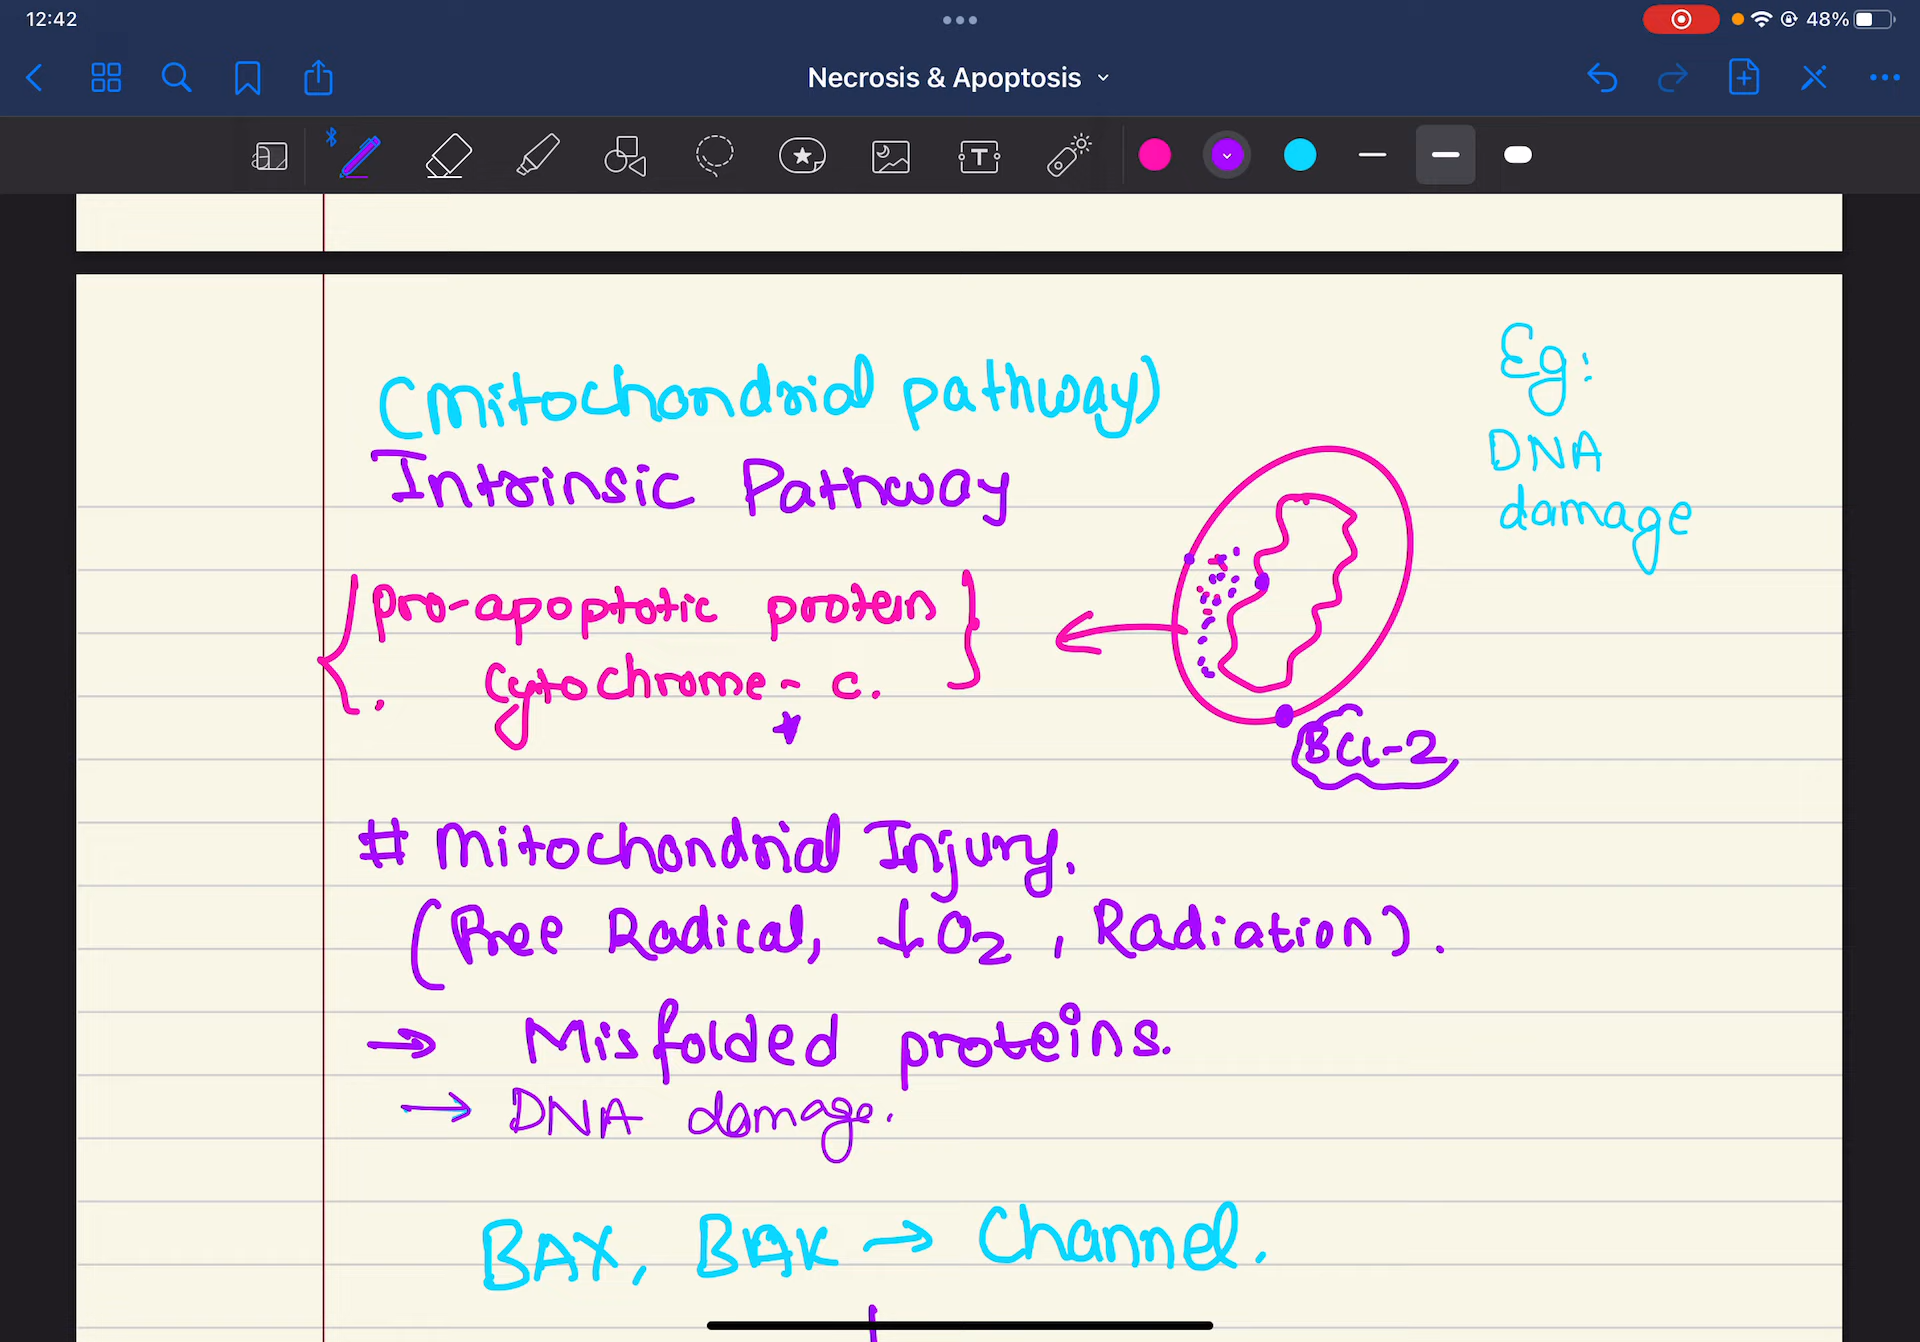 12:42
48%
Necrosis & Apoptosis
Eg:
DNA
damage
(Mitochondrial pathway)
Intrinsic Pathway
pro-apoptotic protein
Cytochrome - c.
BCL-2
# Mitochondrial Injury.
(Free Radical, ↓O₂, Radiation).
→ Misfolded proteins.
→ DNA damage.
BAX, BAK → Channel.